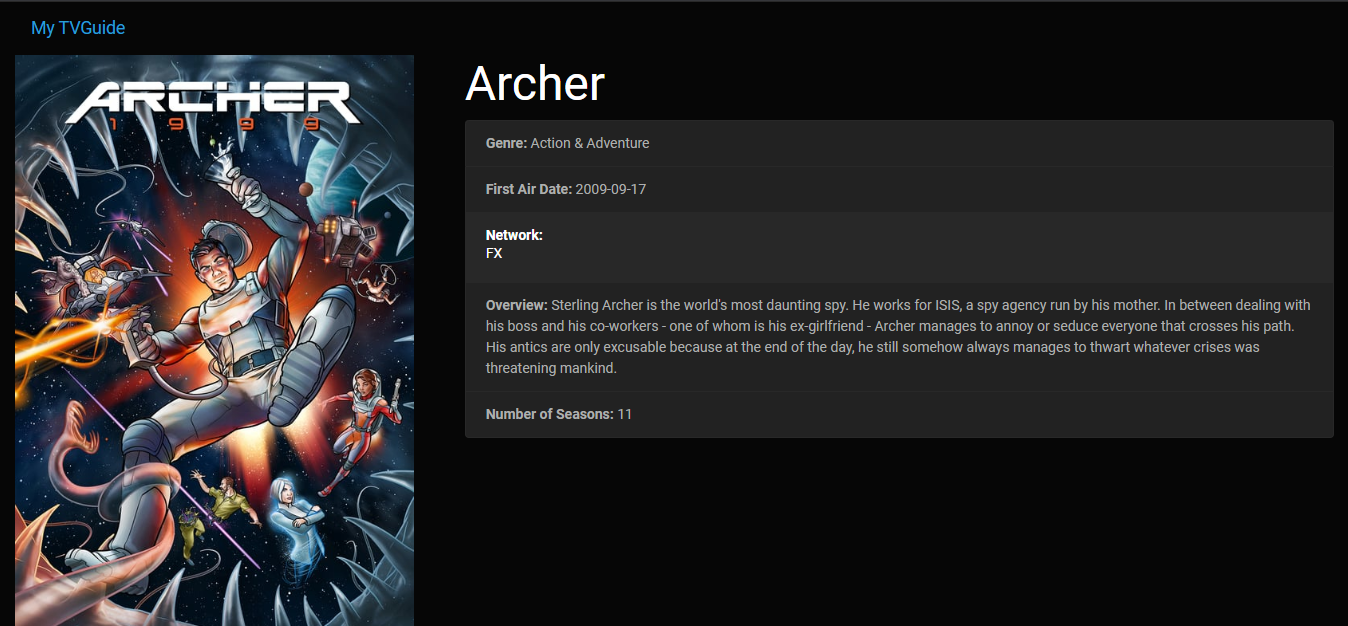 My TVGuide
ARCHER
1999
Archer
Genre: Action & Adventure
First Air Date: 2009-09-17
Network:
FX
Overview: Sterling Archer is the world's most daunting spy. He works for ISIS, a spy agency run by his mother. In between dealing with
his boss and his co-workers - one of whom is his ex-girlfriend - Archer manages to annoy or seduce everyone that crosses his path.
His antics are only excusable because at the end of the day, he still somehow always manages to thwart whatever crises was
threatening mankind.
Number of Seasons: 11